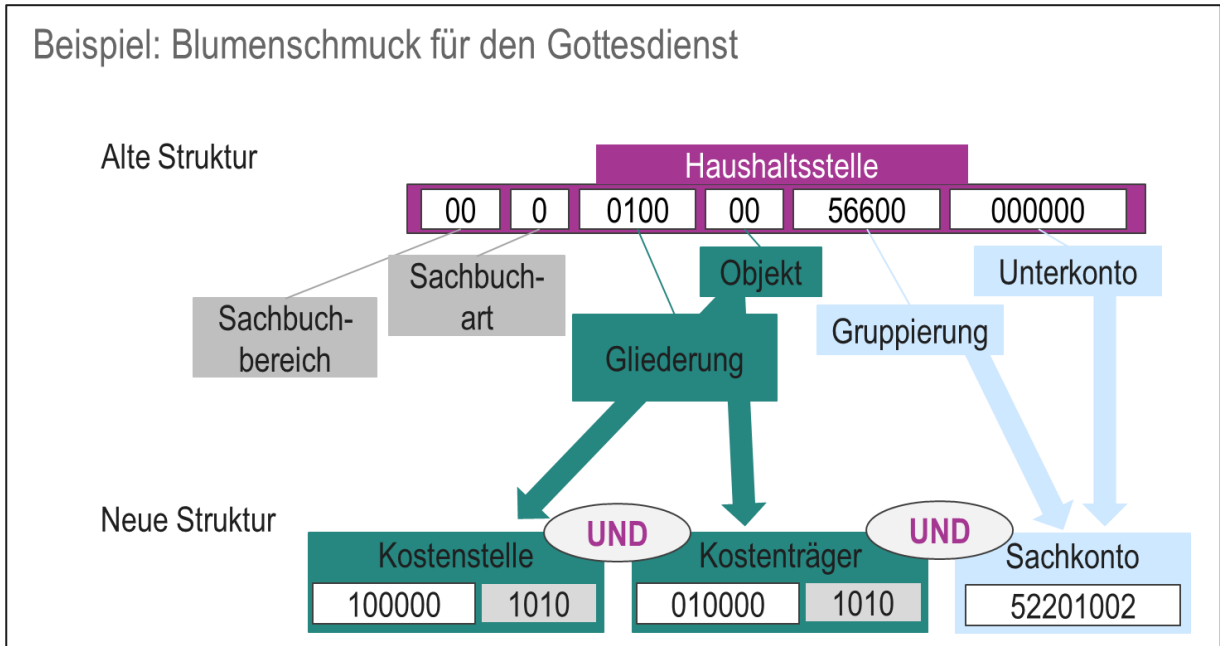 Beispiel: Blumenschmuck für den Gottesdienst
Alte Struktur
Haushaltsstelle
00 0 0100 00 56600 000000
Sachbuch-
bereich
Sachbuch-
art
Gliederung
Objekt
Gruppierung
Unterkonto
Neue Struktur
UND
UND
Kostenstelle
100000 1010
Kostenträger
010000 1010
Sachkonto
52201002